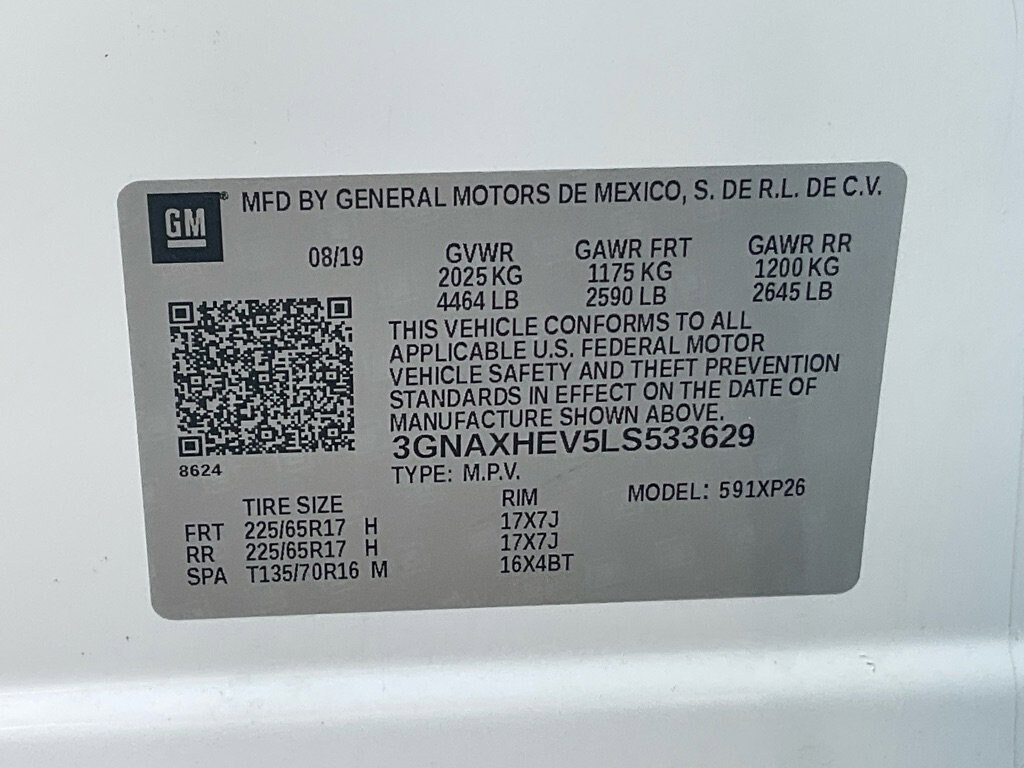 GM® MFD BY GENERAL MOTORS DE MEXICO, S. DE R.L. DE C.V.
08/19 GVWR GAWR FRT GAWR RR
2025 KG 1175 KG 1200 KG
4464 LB 2590 LB 2645 LB
THIS VEHICLE CONFORMS TO ALL
APPLICABLE U.S. FEDERAL MOTOR
VEHICLE SAFETY AND THEFT PREVENTION
STANDARDS IN EFFECT ON THE DATE OF
MANUFACTURE SHOWN ABOVE.
3GNAXHEV5LS533629
8624 TYPE: M.P.V.
TIRE SIZE RIM MODEL: 591XP26
FRT 225/65R17 H 17X7J
RR 225/65R17 H 17X7J
SPA T135/70R16 M 16X4BT